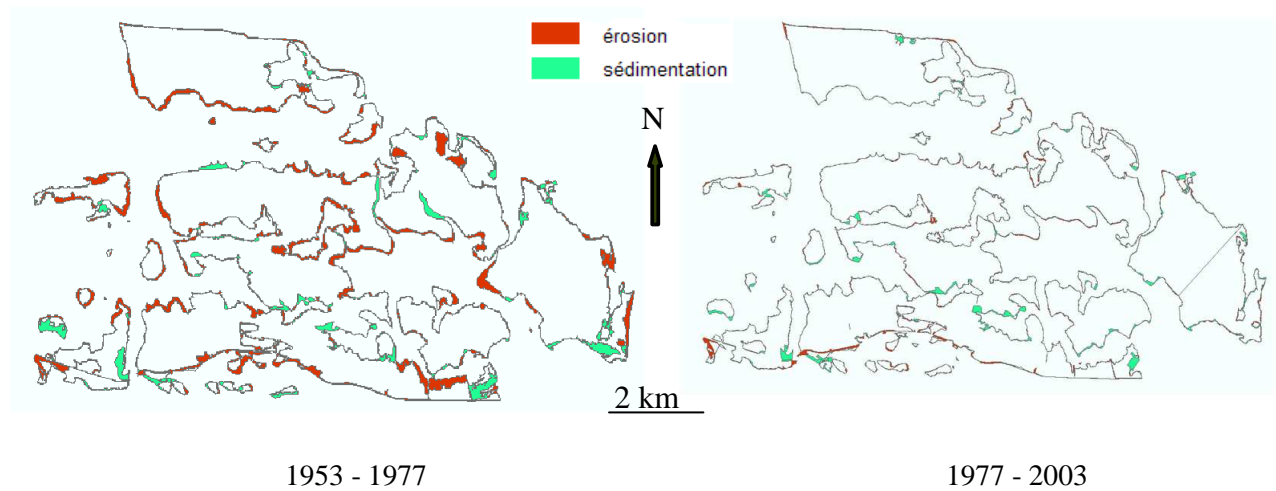 érosion
sédimentation
N
2 km
1953 - 1977
1977 - 2003